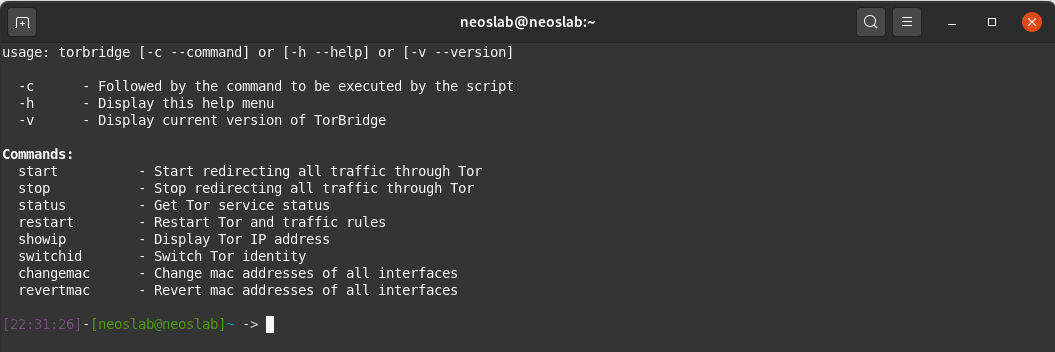 neoslab@neoslab:~
usage: torbridge [-c --command] or [-h --help] or [-v --version]
-c - Followed by the command to be executed by the script
-h - Display this help menu
-v - Display current version of TorBridge
Commands:
start - Start redirecting all traffic through Tor
stop - Stop redirecting all traffic through Tor
status - Get Tor service status
restart - Restart Tor and traffic rules
showip - Display Tor IP address
switchid - Switch Tor identity
changemac - Change mac addresses of all interfaces
revertmac - Revert mac addresses of all interfaces
[22:31:26]-[neoslab@neoslab]~ ->